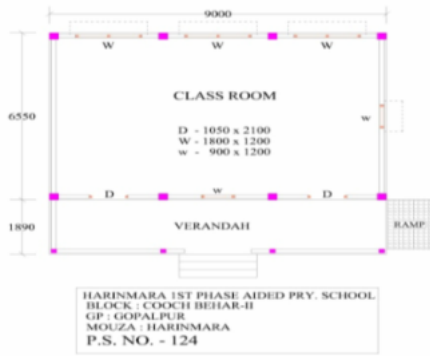 9000
W W W
6550
CLASS ROOM
w
D - 1050 x 2100
W - 1800 x 1200
w - 900 x 1200
D w D
1890
VERANDAH
RAMP
HARINMARA 1ST PHASE AIDED PRY. SCHOOL
BLOCK : COOCH BEHAR-II
GP : GOPALPUR
MOUZA : HARINMARA
P.S. NO. - 124